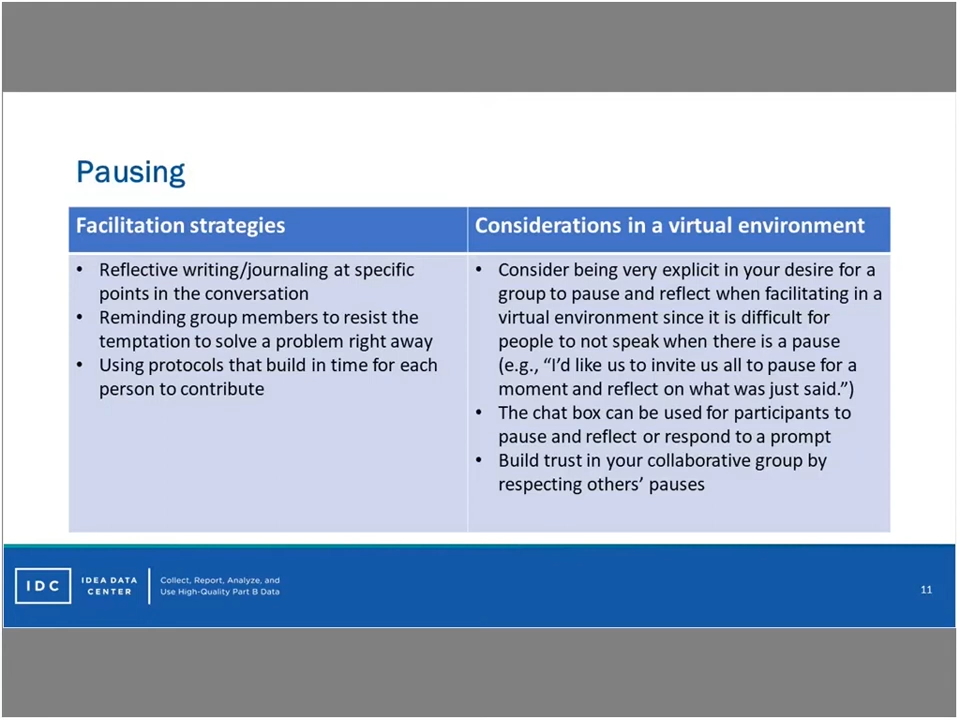 Pausing
Facilitation strategies
Considerations in a virtual environment
• Reflective writing/journaling at specific
points in the conversation
• Reminding group members to resist the
temptation to solve a problem right away
• Using protocols that build in time for each
person to contribute
• Consider being very explicit in your desire for a
group to pause and reflect when facilitating in a
virtual environment since it is difficult for
people to not speak when there is a pause
(e.g., “I’d like us to invite us all to pause for a
moment and reflect on what was just said.”)
• The chat box can be used for participants to
pause and reflect or respond to a prompt
• Build trust in your collaborative group by
respecting others’ pauses
IDC
IDEA DATA
CENTER
Collect, Report, Analyze, and
Use High-Quality Part B Data
11